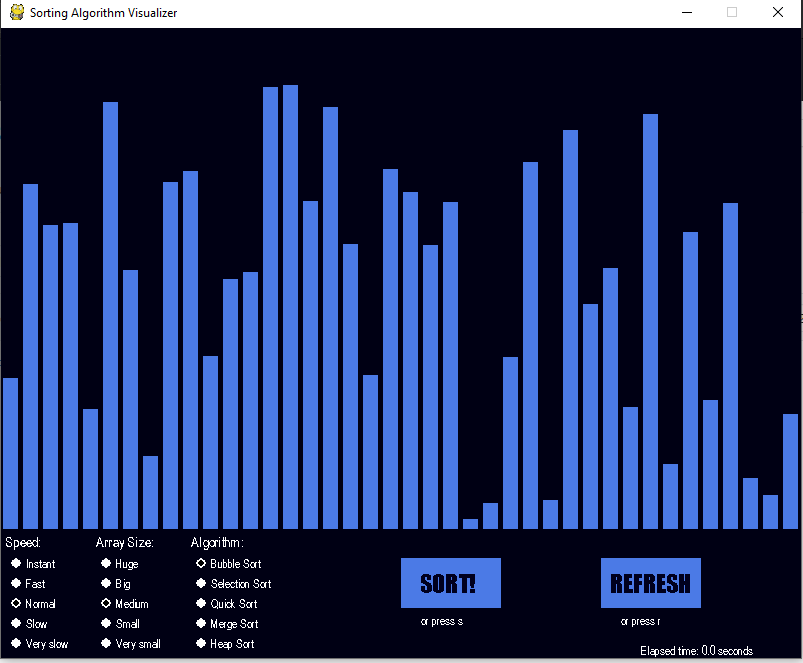 Sorting Algorithm Visualizer
Speed: Array Size: Algorithm:
Instant Huge Bubble Sort
Fast Big Selection Sort
Normal Medium Quick Sort
Slow Small Merge Sort
Very slow Very small Heap Sort
SORT! REFRESH
or press s or press r
Elapsed time: 0.0 seconds